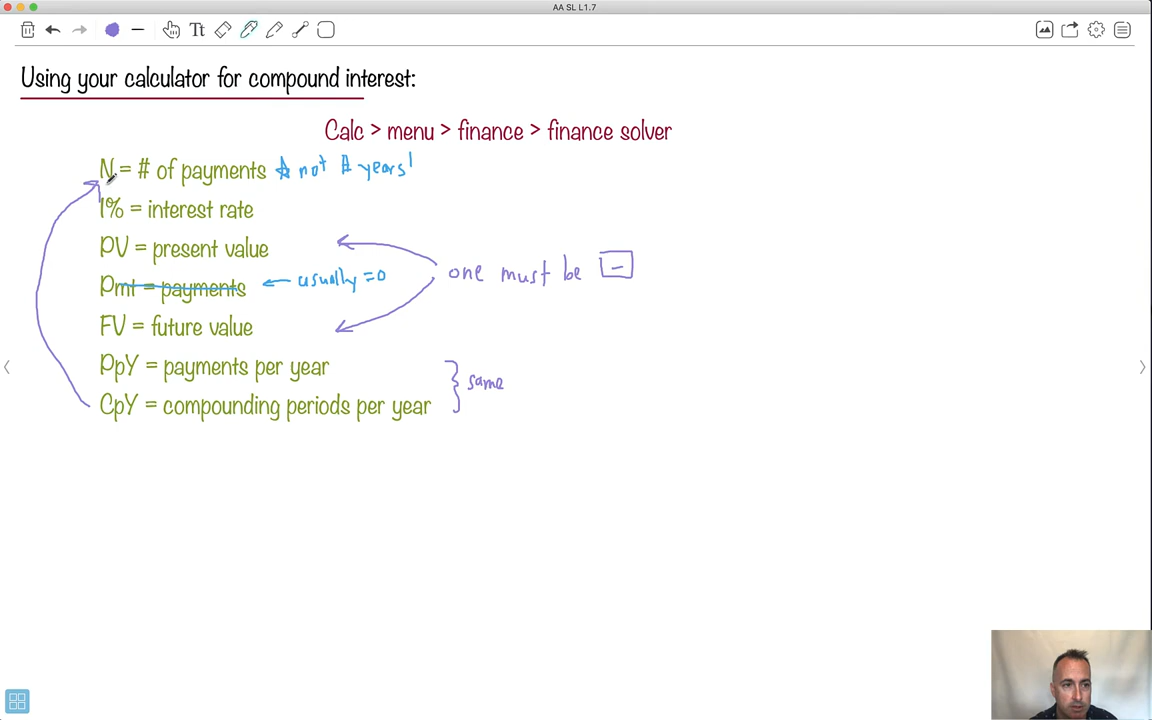 AA SL L1.7
Tt
Using your calculator for compound interest:
Calc > menu > finance > finance solver
N = # of payments ☆ not # years!
I% = interest rate
PV = present value
Pmt = payments ← usually = 0
one must be [-]
FV = future value
PpY = payments per year
} same
CpY = compounding periods per year